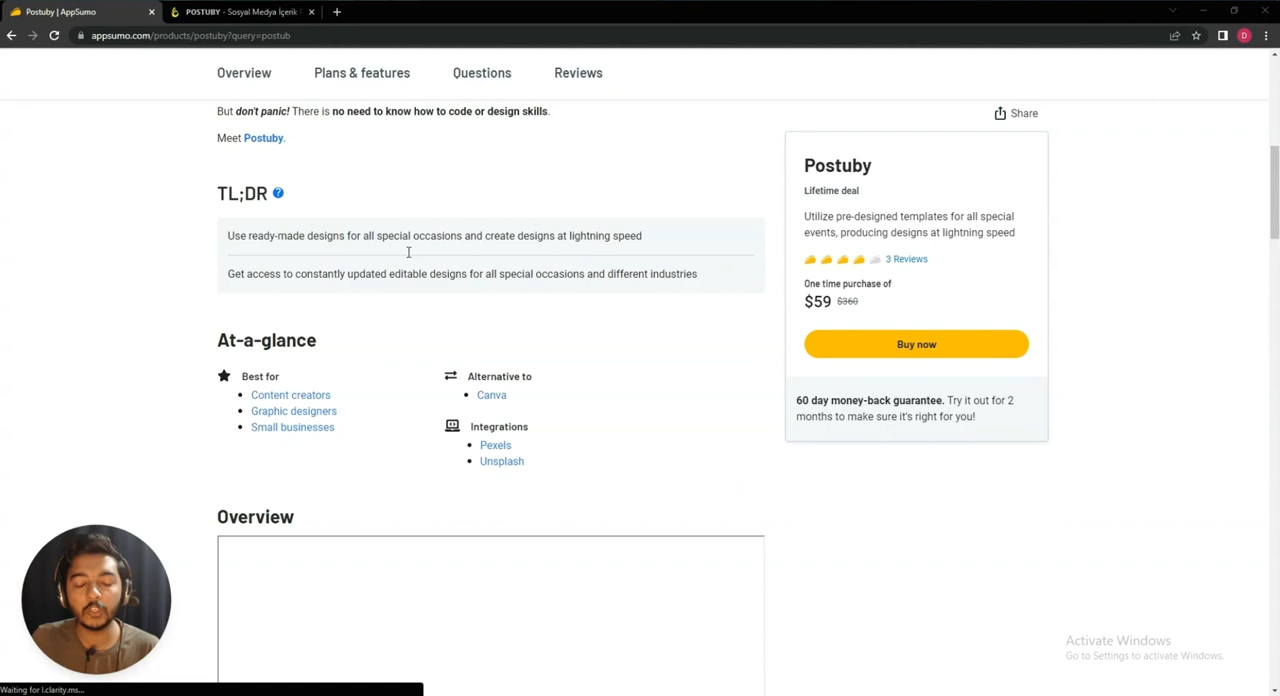 Postuby | AppSumo
POSTUBY - Sosyal Medya İçerik
appsumo.com/products/postuby?query=postub
D
Overview
Plans & features
Questions
Reviews
But don't panic! There is no need to know how to code or design skills.
Meet Postuby.
Share
TL;DR ?
Use ready-made designs for all special occasions and create designs at lightning speed
Get access to constantly updated editable designs for all special occasions and different industries
Postuby
Lifetime deal
Utilize pre-designed templates for all special
events, producing designs at lightning speed
3 Reviews
One time purchase of
$59 $360
Buy now
60 day money-back guarantee. Try it out for 2
months to make sure it's right for you!
At-a-glance
Best for
Content creators
Graphic designers
Small businesses
Alternative to
Canva
Integrations
Pexels
Unsplash
Overview
Activate Windows
Go to Settings to activate Windows.
Waiting for l.clarity.ms...